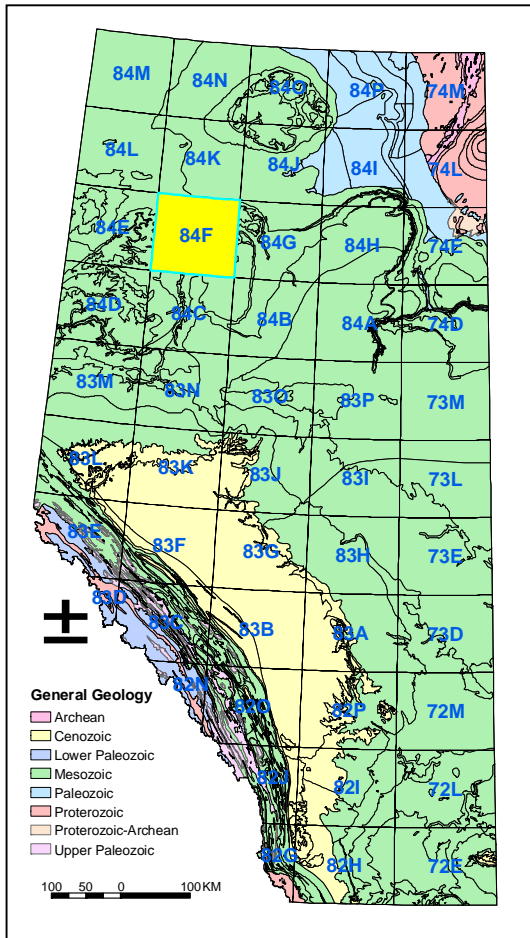 84M 84N 84O 84P 74M
84L 84K 84J 84I 74L
84E 84F 84G 84H 74E
84D 84C 84B 84A 74D
83M 83N 83O 83P 73M
83L 83K 83J 83I 73L
83E 83F 83G 83H 73E
83D 83C 83B 83A 73D
82N 82O 82P 72M
82J 82I 72L
82G 82H 72E
General Geology
Archean
Cenozoic
Lower Paleozoic
Mesozoic
Paleozoic
Proterozoic
Proterozoic-Archean
Upper Paleozoic
100 50 0 100 KM